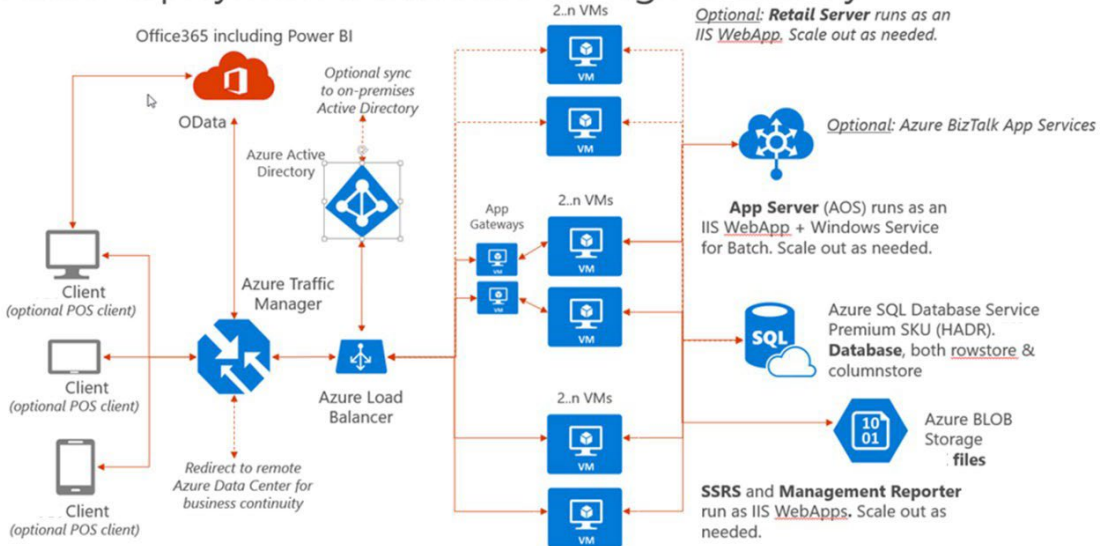 2..n VMs
Optional: Retail Server runs as an
IIS WebApp. Scale out as needed.
Office365 including Power BI
OData
Optional sync
to on-premises
Active Directory
Azure Active
Directory
VM
VM
Optional: Azure BizTalk App Services
2..n VMs
App
Gateways
VM
VM
VM
VM
App Server (AOS) runs as an
IIS WebApp + Windows Service
for Batch. Scale out as needed.
Client
(optional POS client)
Azure Traffic
Manager
SQL
Azure SQL Database Service
Premium SKU (HADR).
Database, both rowstore &
columnstore
Client
(optional POS client)
Azure Load
Balancer
2..n VMs
VM
VM
10
01
Azure BLOB
Storage
files
Redirect to remote
Azure Data Center for
business continuity
Client
(optional POS client)
SSRS and Management Reporter
run as IIS WebApps. Scale out as
needed.